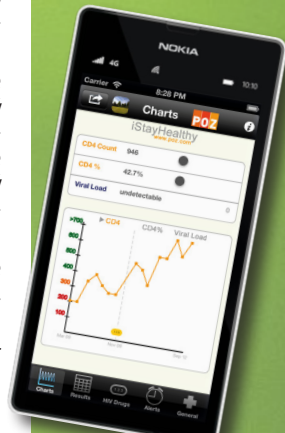 NOKIA
4G 10:10
Carrier 8:28 PM
Charts POZ
iStayHealthy
www.poz.com
CD4 Count 946
CD4 % 42.7%
Viral Load undetectable 0
CD4 CD4% Viral Load
>700
600
500
400
300
200
100
Charts Results HIV Drugs Alerts General